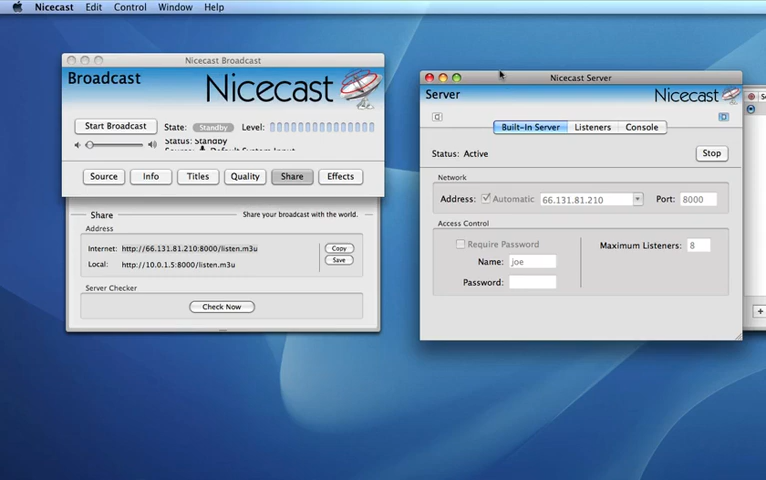 Nicecast Edit Control Window Help
Nicecast Broadcast
Broadcast
Nicecast
Start Broadcast
State: Standby Level:
Status: Standby
Source: Default System Input
Source Info Titles Quality Share Effects
Share Share your broadcast with the world.
Address
Internet: http://66.131.81.210:8000/listen.m3u Copy
Local: http://10.0.1.5:8000/listen.m3u Save
Server Checker
Check Now
Nicecast Server
Server
Nicecast
Built-In Server Listeners Console
Status: Active Stop
Network
Address: Automatic 66.131.81.210 Port: 8000
Access Control
Require Password Maximum Listeners: 8
Name: joe
Password: